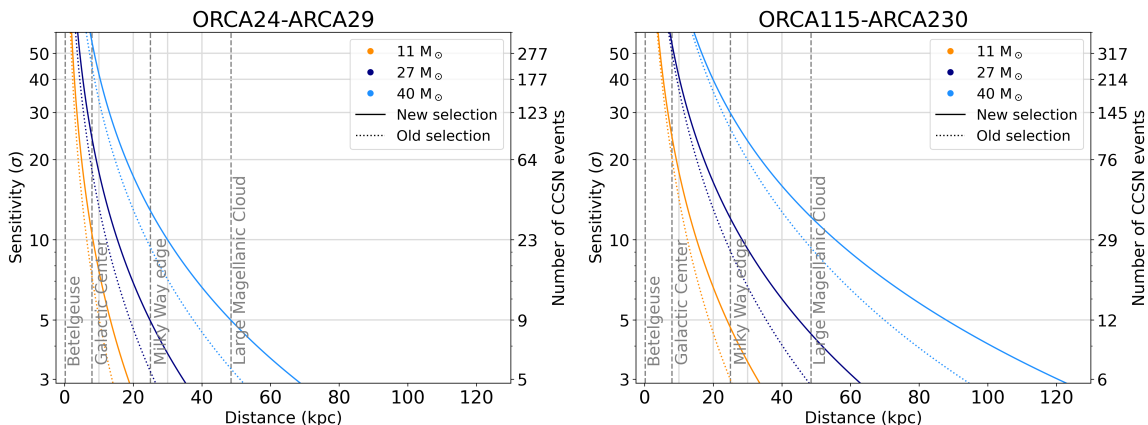 ORCA24-ARCA29
Sensitivity (σ)
50
40
30
20
10
5
3
11 M⊙
27 M⊙
40 M⊙
New selection
Old selection
Betelgeuse
Galactic Center
Milky Way edge
Large Magellanic Cloud
277
177
123
64
23
9
5
Number of CCSN events
0 20 40 60 80 100 120
Distance (kpc)
ORCA115-ARCA230
Sensitivity (σ)
50
40
30
20
10
5
3
11 M⊙
27 M⊙
40 M⊙
New selection
Old selection
Betelgeuse
Galactic Center
Milky Way edge
Large Magellanic Cloud
317
214
145
76
29
12
6
Number of CCSN events
0 20 40 60 80 100 120
Distance (kpc)